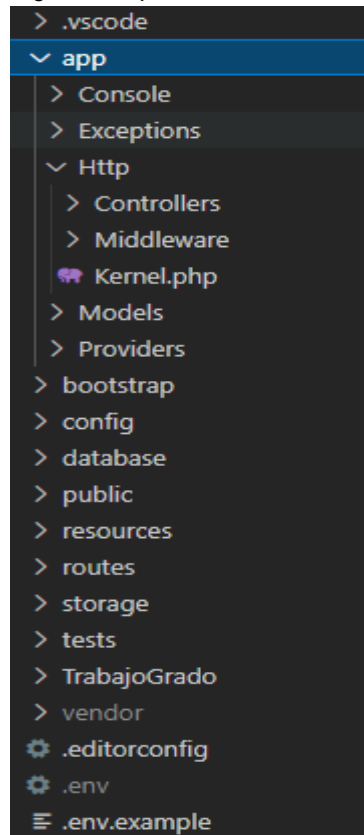 .vscode
app
Console
Exceptions
Http
Controllers
Middleware
Kernel.php
Models
Providers
bootstrap
config
database
public
resources
routes
storage
tests
TrabajoGrado
vendor
.editorconfig
.env
.env.example